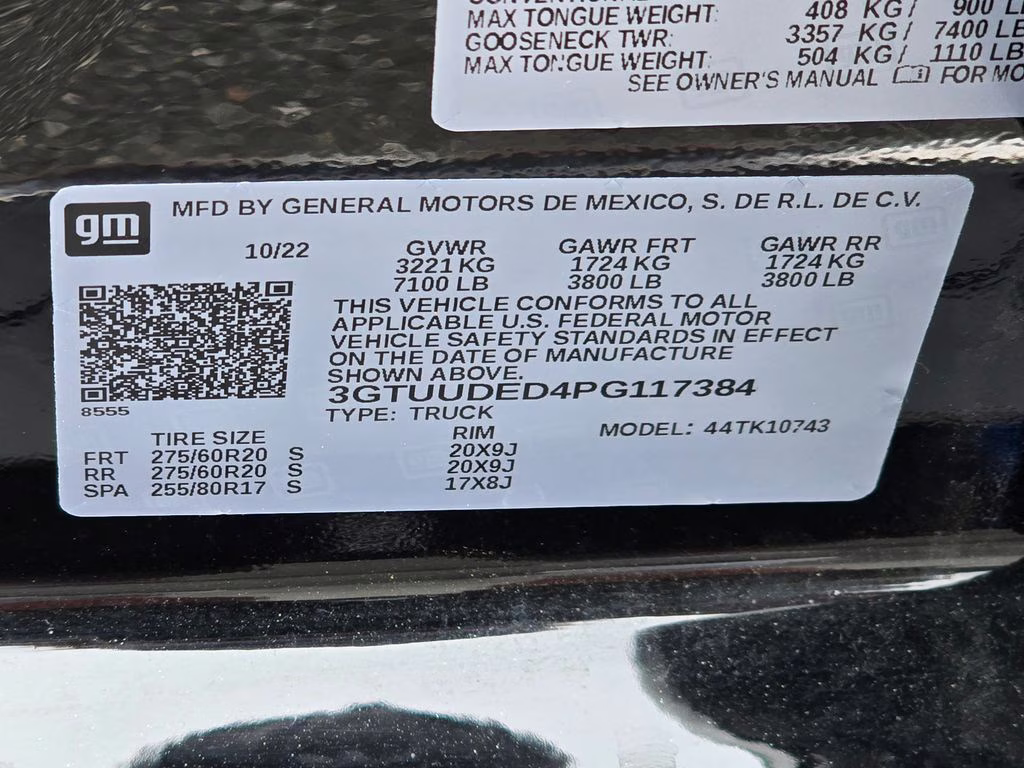 MAX TONGUE WEIGHT: 408 KG/ 900 LB
GOOSENECK TWR: 3357 KG/ 7400 LB
MAX TONGUE WEIGHT: 504 KG/ 1110 LB
SEE OWNER'S MANUAL FOR MO
gm
MFD BY GENERAL MOTORS DE MEXICO, S. DE R.L. DE C.V.
10/22 GVWR GAWR FRT GAWR RR
3221 KG 1724 KG 1724 KG
7100 LB 3800 LB 3800 LB
THIS VEHICLE CONFORMS TO ALL
APPLICABLE U.S. FEDERAL MOTOR
VEHICLE SAFETY STANDARDS IN EFFECT
ON THE DATE OF MANUFACTURE
SHOWN ABOVE.
3GTUUDED4PG117384
8555
TYPE: TRUCK
TIRE SIZE RIM MODEL: 44TK10743
FRT 275/60R20 S 20X9J
RR 275/60R20 S 20X9J
SPA 255/80R17 S 17X8J